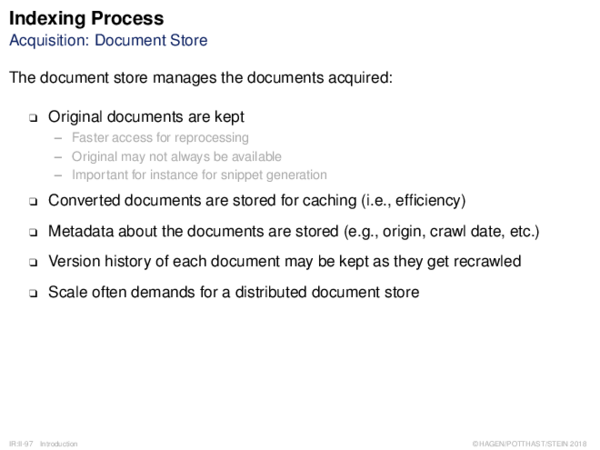 Indexing Process
Acquisition: Document Store
The document store manages the documents acquired:
❑ Original documents are kept
– Faster access for reprocessing
– Original may not always be available
– Important for instance for snippet generation
❑ Converted documents are stored for caching (i.e., efficiency)
❑ Metadata about the documents are stored (e.g., origin, crawl date, etc.)
❑ Version history of each document may be kept as they get recrawled
❑ Scale often demands for a distributed document store
IR:II-97 Introduction ©HAGEN/POTTHAST/STEIN 2018